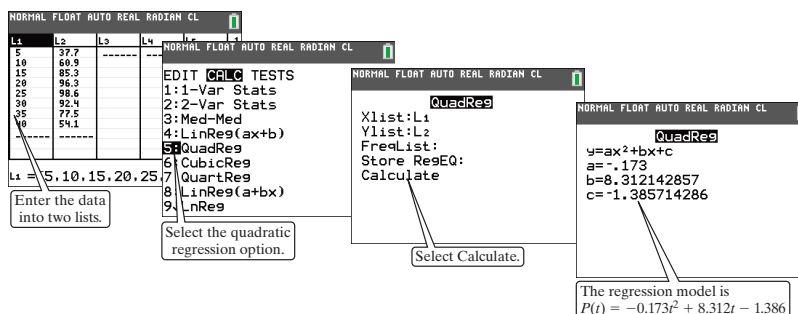 NORMAL FLOAT AUTO REAL RADIAN CL
L1 L2 L3 L4 L5 1
5 37.7 ------ ------
10 60.9
15 85.3
20 96.3
25 98.6
30 92.4
35 77.5
40 54.1
------ ------
L1 = {5,10,15,20,25,
Enter the data
into two lists.
NORMAL FLOAT AUTO REAL RADIAN CL
EDIT CALC TESTS
1:1-Var Stats
2:2-Var Stats
3:Med-Med
4:LinReg(ax+b)
5:QuadReg
6:CubicReg
7:QuartReg
8:LinReg(a+bx)
9↓LnReg
Select the quadratic
regression option.
NORMAL FLOAT AUTO REAL RADIAN CL
QuadReg
Xlist:L1
Ylist:L2
FreqList:
Store RegEQ:
Calculate
Select Calculate.
NORMAL FLOAT AUTO REAL RADIAN CL
QuadReg
y=ax²+bx+c
a=-.173
b=8.312142857
c=-1.385714286
The regression model is
P(t) = −0.173t² + 8.312t − 1.386